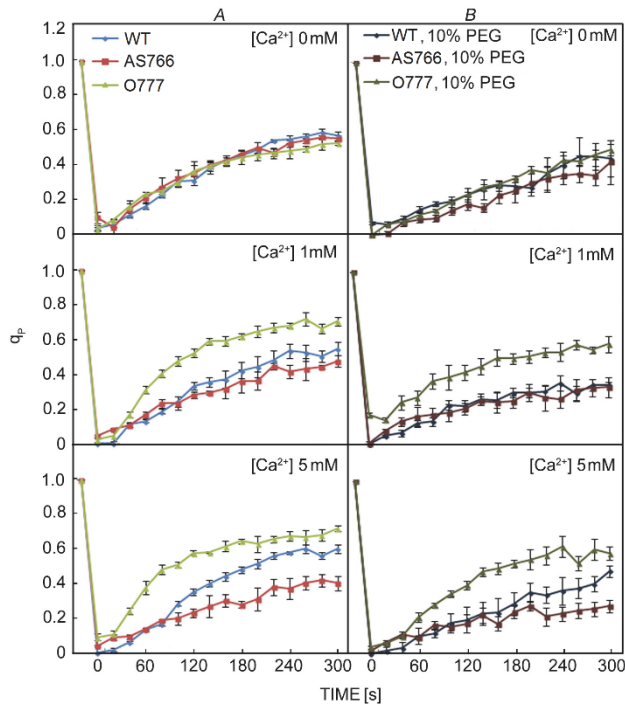 A
B
WT
AS766
O777
[Ca²⁺] 0 mM
WT, 10% PEG
AS766, 10% PEG
O777, 10% PEG
[Ca²⁺] 0 mM
1.2
1.0
0.8
0.6
0.4
0.2
0
[Ca²⁺] 1mM
[Ca²⁺] 1mM
1.0
0.8
0.6
0.4
0.2
0
qP
[Ca²⁺] 5 mM
[Ca²⁺] 5 mM
1.0
0.8
0.6
0.4
0.2
0
0 60 120 180 240 300
0 60 120 180 240 300
TIME [s]